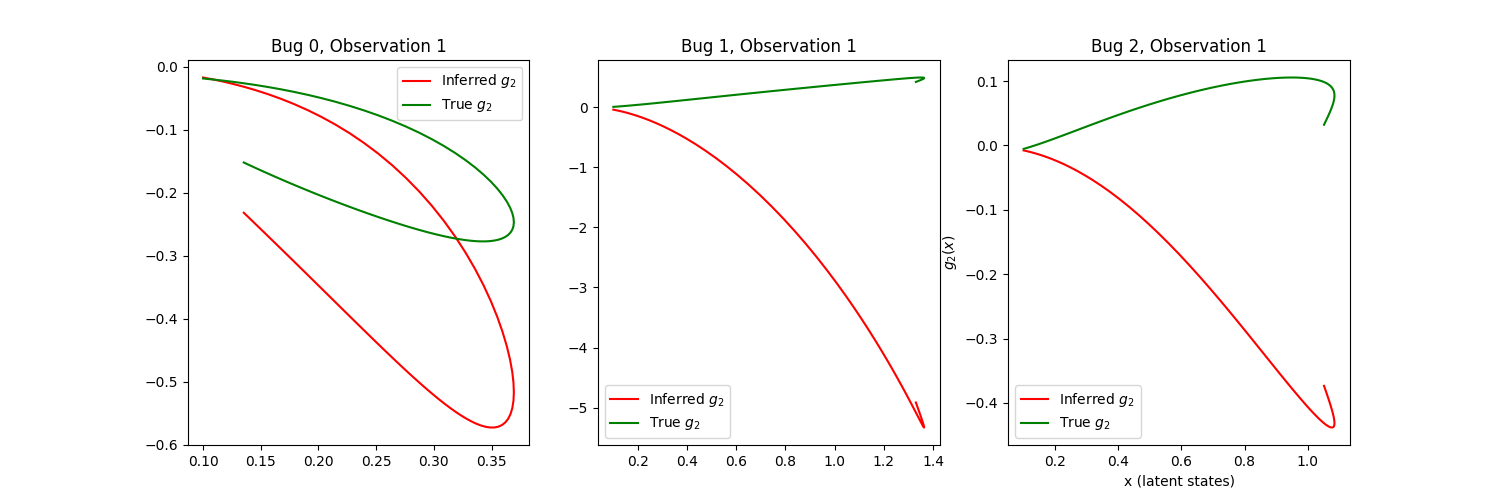 Bug 0, Observation 1
0.0
−0.1
−0.2
−0.3
−0.4
−0.5
−0.6
0.10 0.15 0.20 0.25 0.30 0.35
Inferred g₂
True g₂
Bug 1, Observation 1
0
−1
−2
−3
−4
−5
0.2 0.4 0.6 0.8 1.0 1.2 1.4
Inferred g₂
True g₂
Bug 2, Observation 1
g₂(x)
0.1
0.0
−0.1
−0.2
−0.3
−0.4
0.2 0.4 0.6 0.8 1.0
x (latent states)
Inferred g₂
True g₂